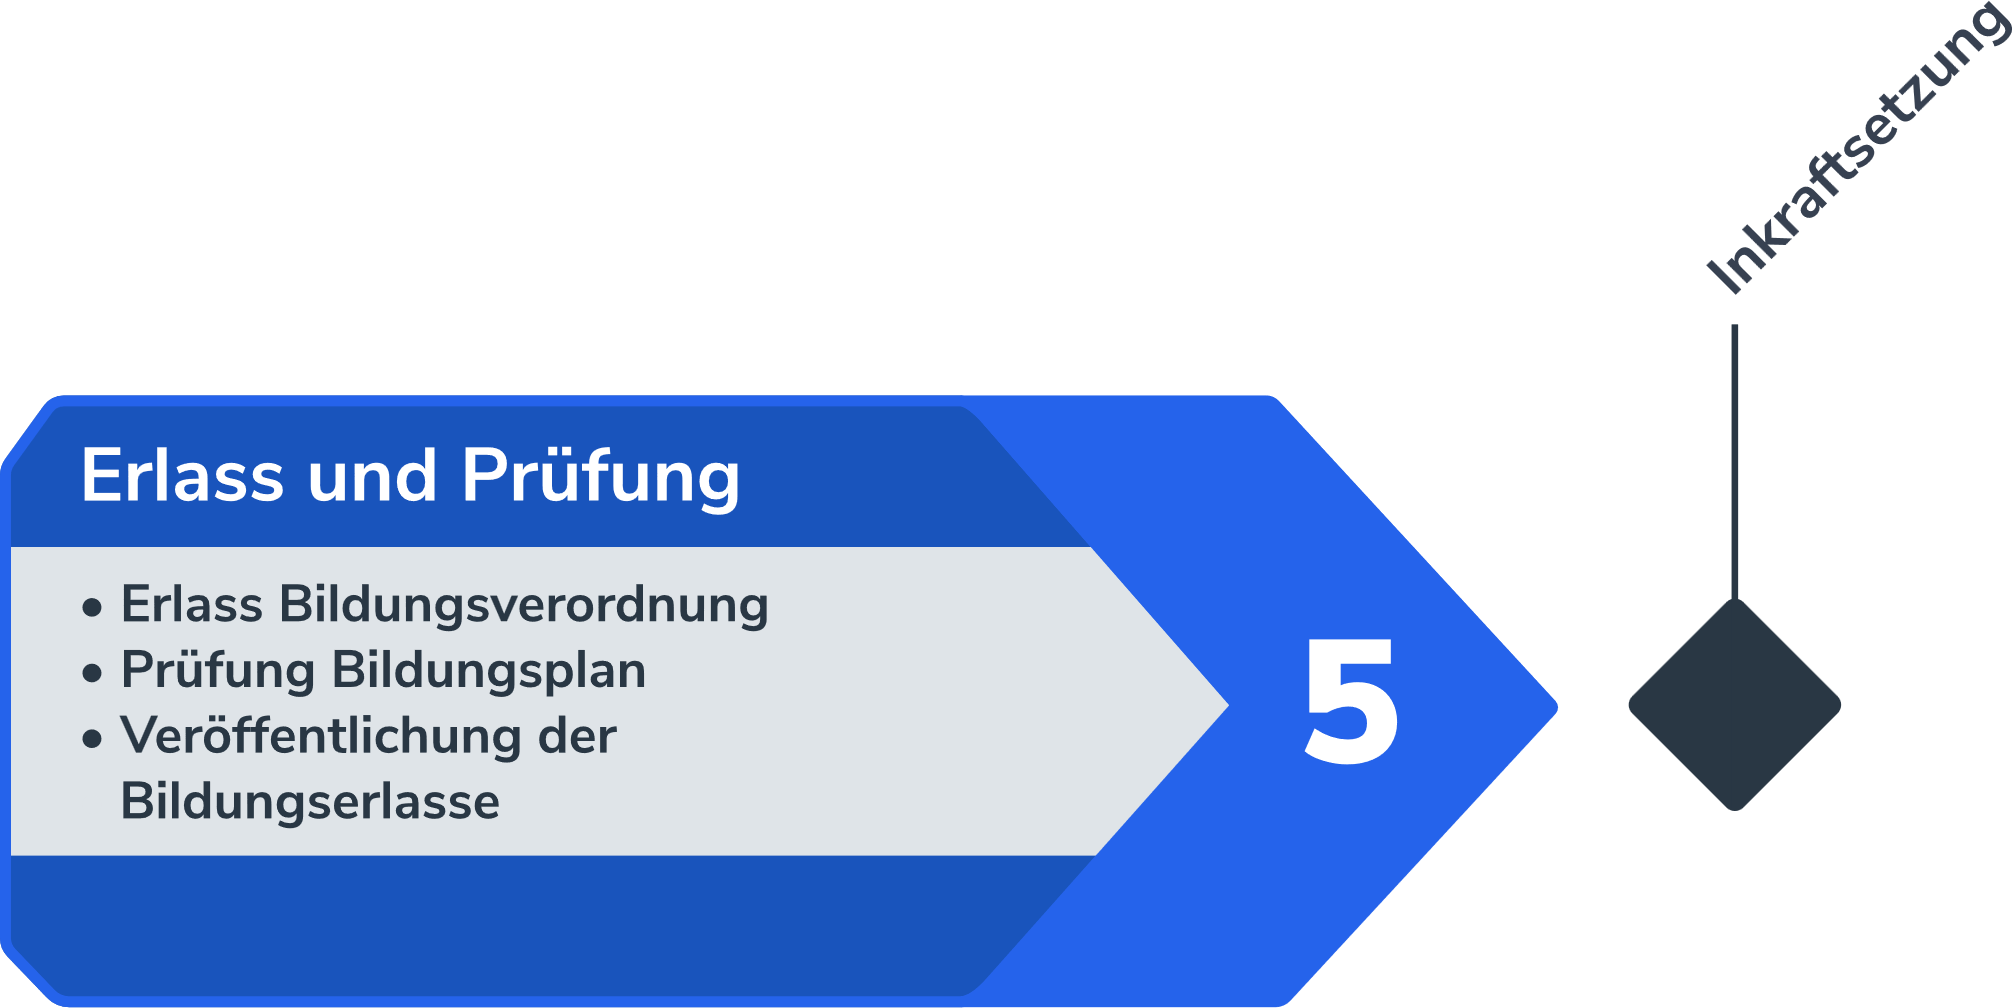 Inkraftsetzung
Erlass und Prüfung
• Erlass Bildungsverordnung
• Prüfung Bildungsplan
• Veröffentlichung der
Bildungserlasse
5